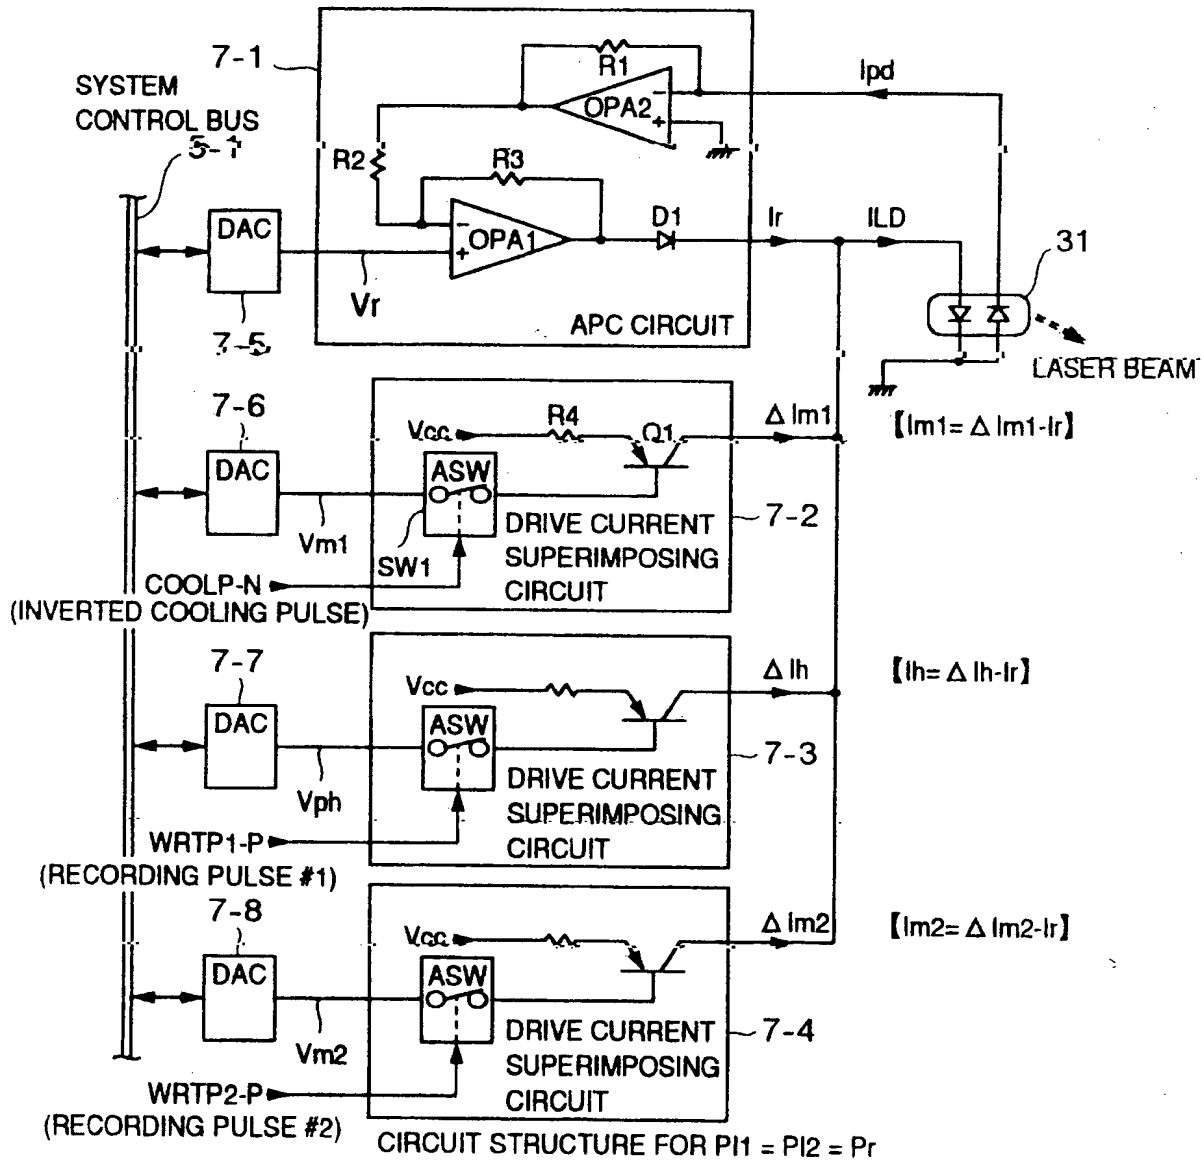 7-1
SYSTEM
CONTROL BUS
5-1
R1
OPA2
-
+
Ipd
R2
R3
OPA1
-
+
D1
Ir
ILD
31
DAC
7-5
Vr
APC CIRCUIT
LASER BEAM
7-6
DAC
Vm1
Vcc
R4
Q1
ASW
SW1
DRIVE CURRENT
SUPERIMPOSING
CIRCUIT
7-2
Δ Im1
【Im1= Δ Im1-Ir】
COOLP-N
(INVERTED COOLING PULSE)
7-7
DAC
Vph
Vcc
ASW
DRIVE CURRENT
SUPERIMPOSING
CIRCUIT
7-3
Δ Ih
【Ih= Δ Ih-Ir】
WRTP1-P
(RECORDING PULSE #1)
7-8
DAC
Vm2
Vcc
ASW
DRIVE CURRENT
SUPERIMPOSING
CIRCUIT
7-4
Δ Im2
【Im2= Δ Im2-Ir】
WRTP2-P
(RECORDING PULSE #2)
CIRCUIT STRUCTURE FOR PI1 = PI2 = Pr